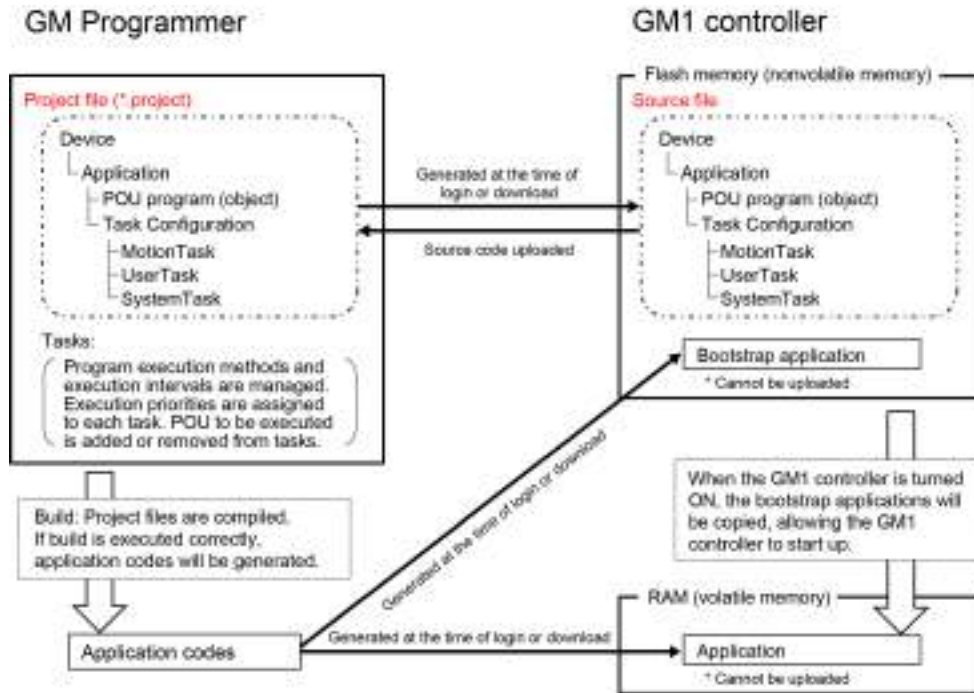 GM Programmer
GM1 controller
Project file (*.project)
Device
Application
POU program (object)
Task Configuration
MotionTask
UserTask
SystemTask
Tasks:
Program execution methods and
execution intervals are managed.
Execution priorities are assigned
to each task. POU to be executed
is added or removed from tasks.
Generated at the time of
login or download
Source code uploaded
Flash memory (nonvolatile memory)
Source file
Device
Application
POU program (object)
Task Configuration
MotionTask
UserTask
SystemTask
Bootstrap application
* Cannot be uploaded
Build: Project files are compiled.
If build is executed correctly,
application codes will be generated.
Generated at the time of login or download
When the GM1 controller is turned
ON, the bootstrap applications will
be copied, allowing the GM1
controller to start up.
Application codes
Generated at the time of login or download
RAM (volatile memory)
Application
* Cannot be uploaded